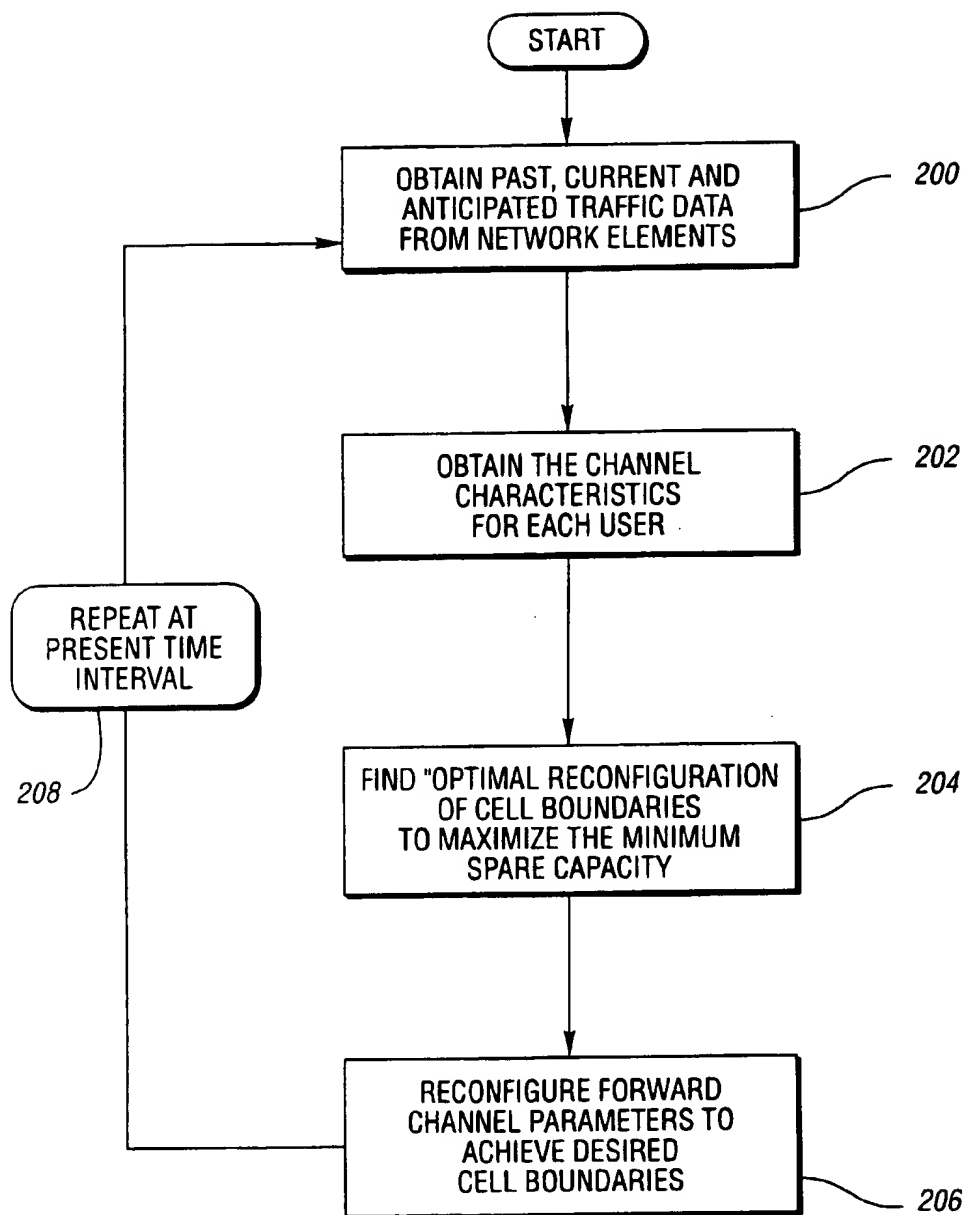 START
OBTAIN PAST, CURRENT AND
ANTICIPATED TRAFFIC DATA
FROM NETWORK ELEMENTS
200
OBTAIN THE CHANNEL
CHARACTERISTICS
FOR EACH USER
202
REPEAT AT
PRESENT TIME
INTERVAL
208
FIND "OPTIMAL RECONFIGURATION
OF CELL BOUNDARIES
TO MAXIMIZE THE MINIMUM
SPARE CAPACITY
204
RECONFIGURE FORWARD
CHANNEL PARAMETERS TO
ACHIEVE DESIRED
CELL BOUNDARIES
206